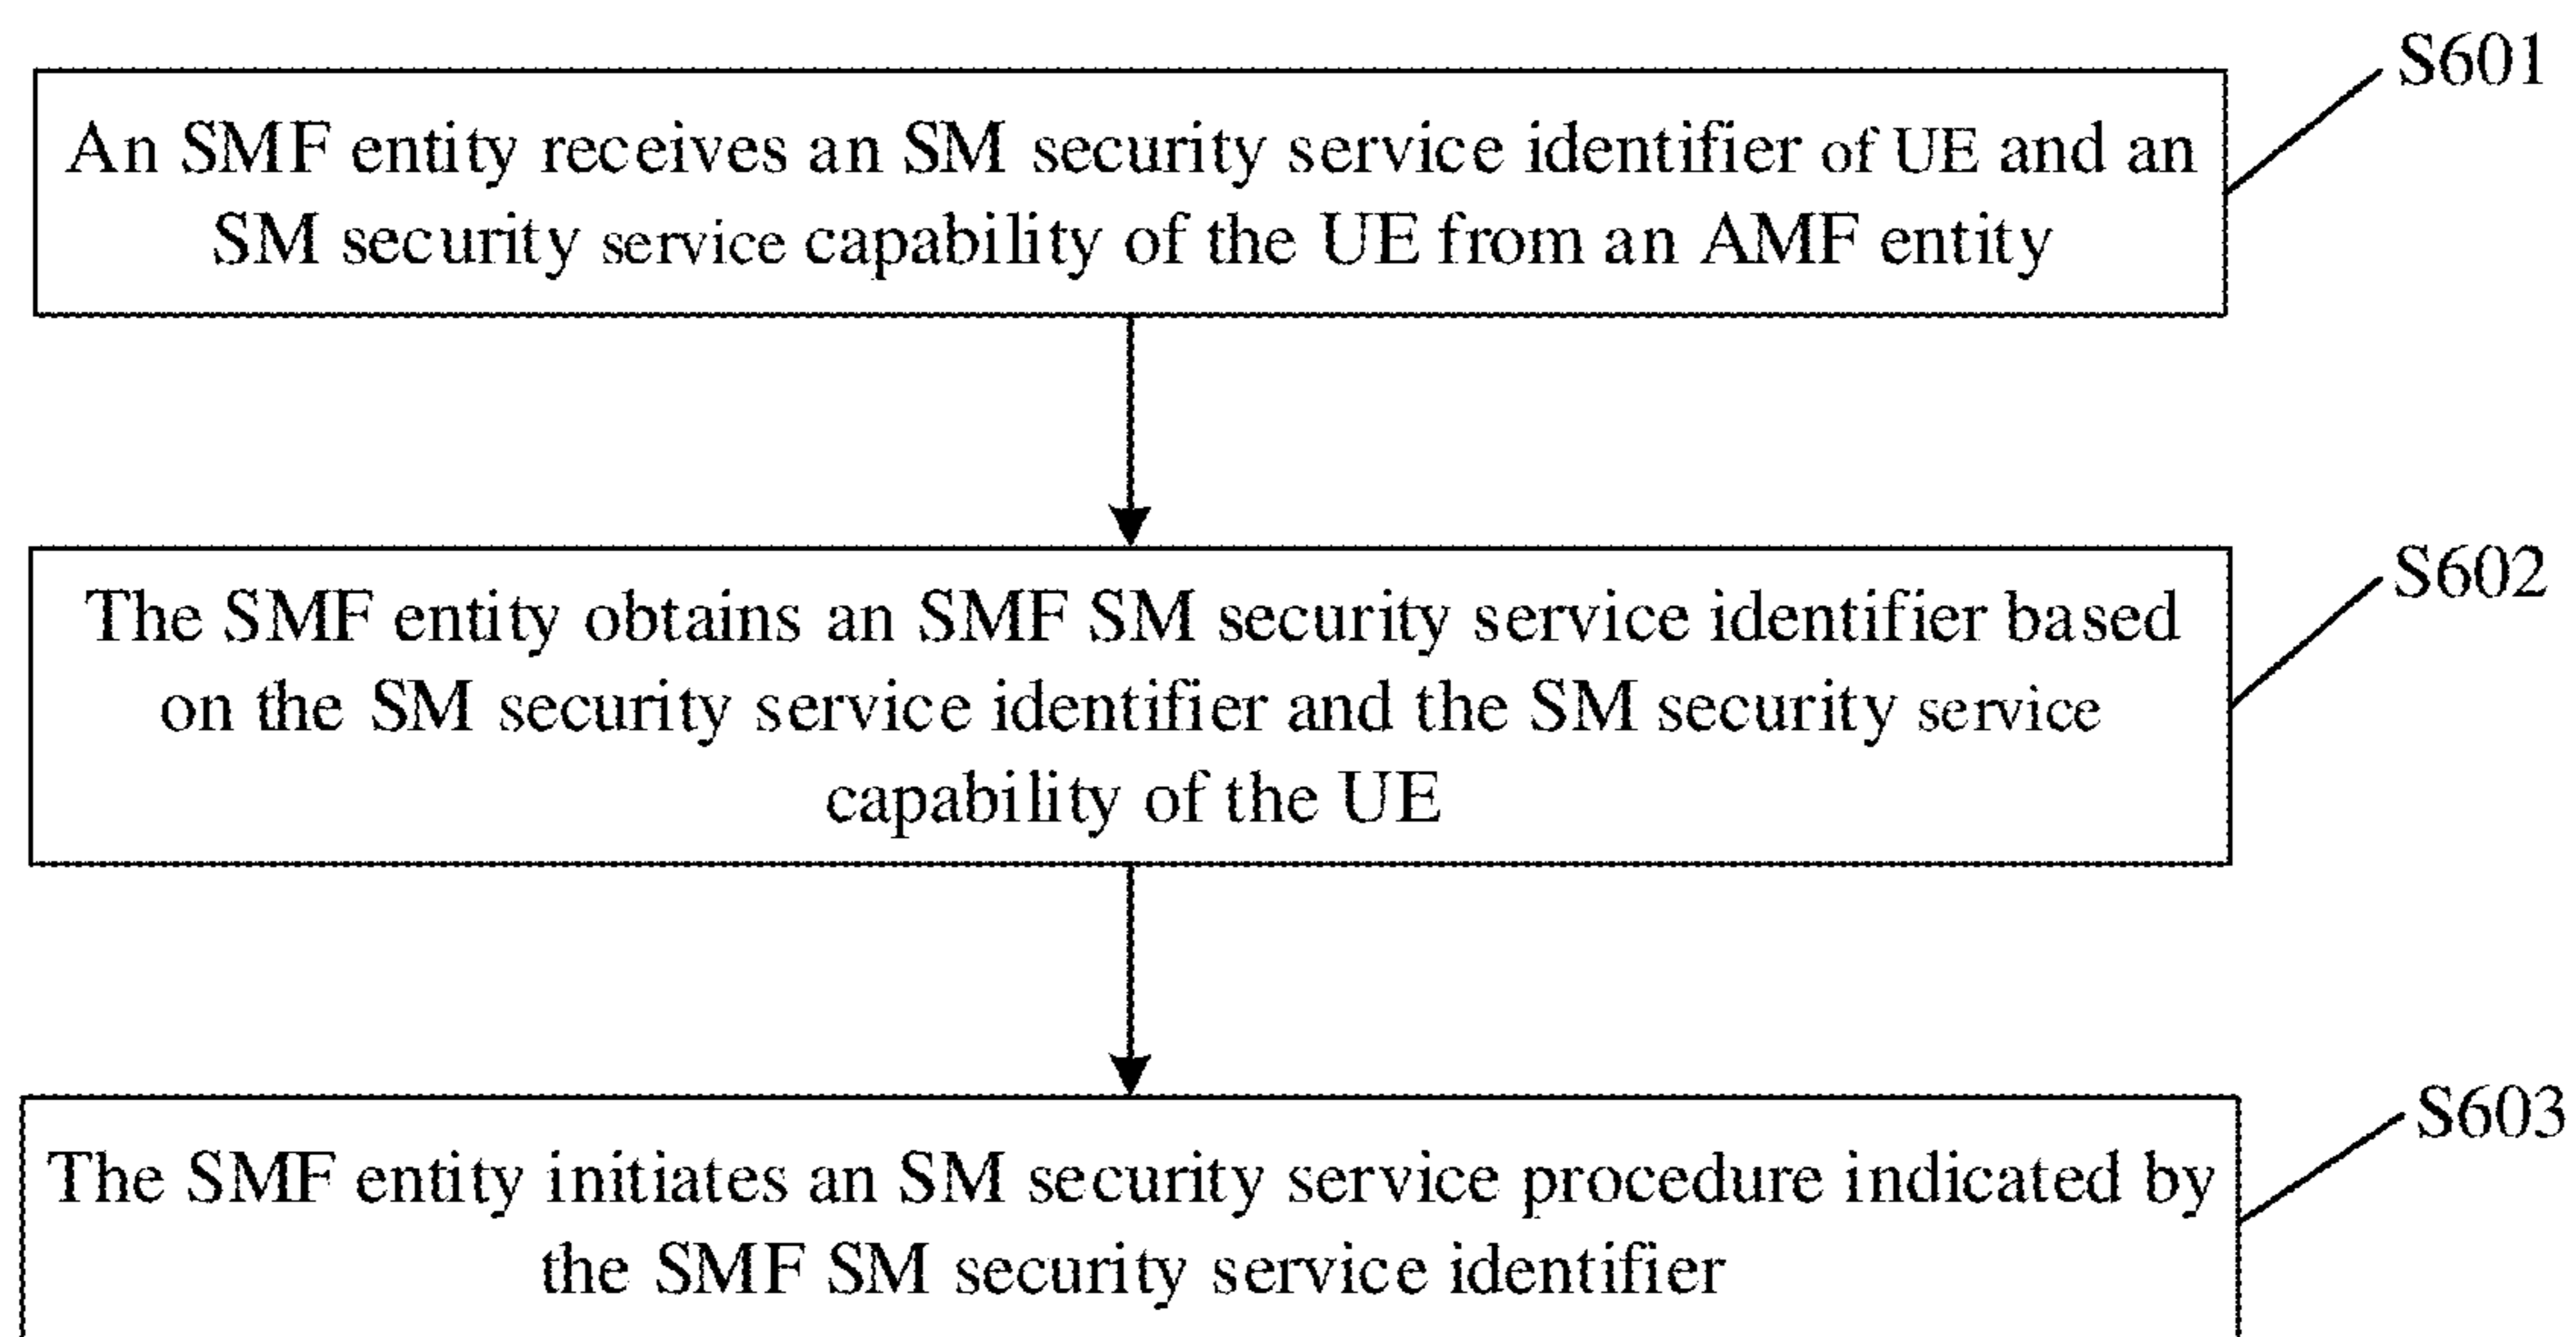 S601
An SMF entity receives an SM security service identifier of UE and an
SM security service capability of the UE from an AMF entity
S602
The SMF entity obtains an SMF SM security service identifier based
on the SM security service identifier and the SM security service
capability of the UE
S603
The SMF entity initiates an SM security service procedure indicated by
the SMF SM security service identifier